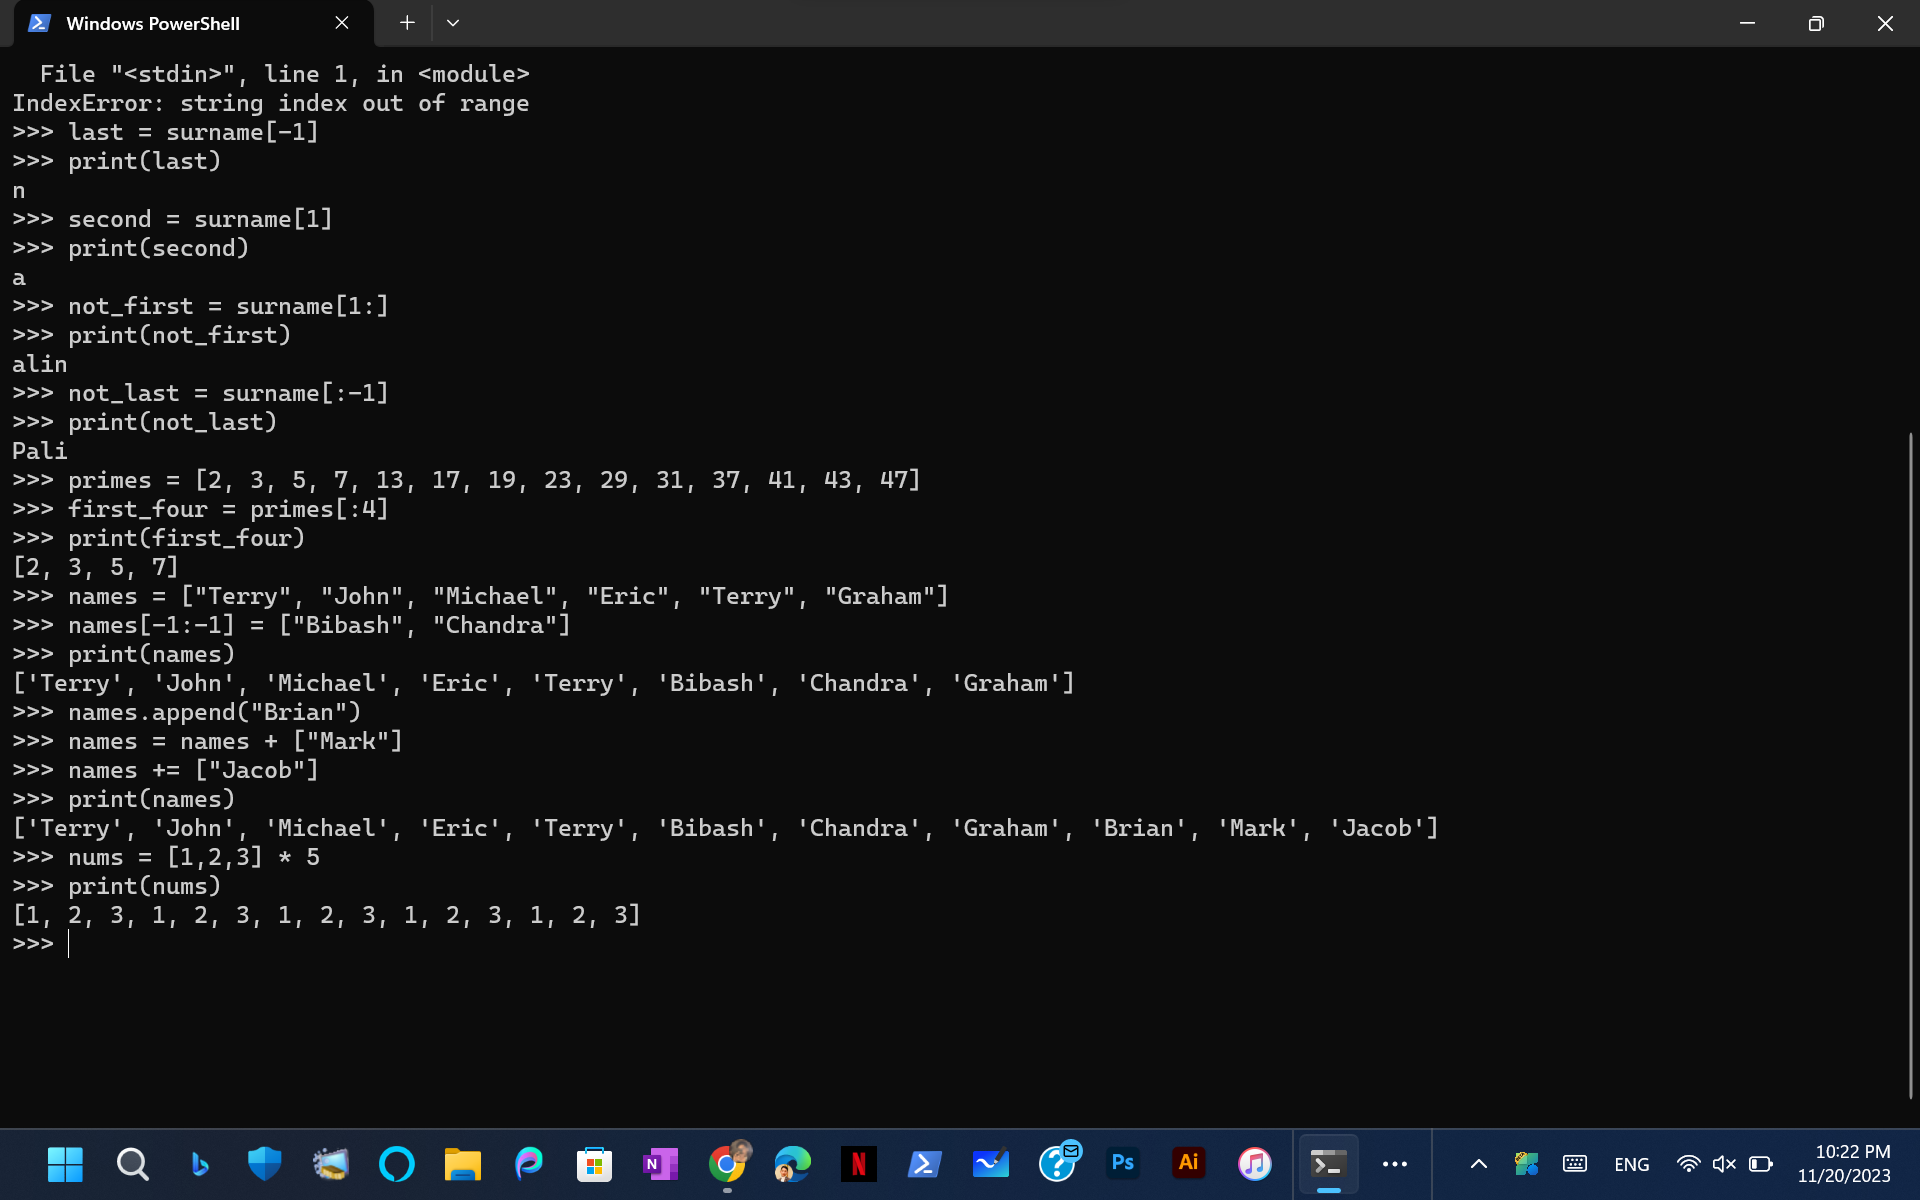 Windows PowerShell
  File "<stdin>", line 1, in <module>
IndexError: string index out of range
>>> last = surname[-1]
>>> print(last)
n
>>> second = surname[1]
>>> print(second)
a
>>> not_first = surname[1:]
>>> print(not_first)
alin
>>> not_last = surname[:-1]
>>> print(not_last)
Pali
>>> primes = [2, 3, 5, 7, 13, 17, 19, 23, 29, 31, 37, 41, 43, 47]
>>> first_four = primes[:4]
>>> print(first_four)
[2, 3, 5, 7]
>>> names = ["Terry", "John", "Michael", "Eric", "Terry", "Graham"]
>>> names[-1:-1] = ["Bibash", "Chandra"]
>>> print(names)
['Terry', 'John', 'Michael', 'Eric', 'Terry', 'Bibash', 'Chandra', 'Graham']
>>> names.append("Brian")
>>> names = names + ["Mark"]
>>> names += ["Jacob"]
>>> print(names)
['Terry', 'John', 'Michael', 'Eric', 'Terry', 'Bibash', 'Chandra', 'Graham', 'Brian', 'Mark', 'Jacob']
>>> nums = [1,2,3] * 5
>>> print(nums)
[1, 2, 3, 1, 2, 3, 1, 2, 3, 1, 2, 3, 1, 2, 3]
>>>
N
N
Ps
Ai
ENG
10:22 PM
11/20/2023